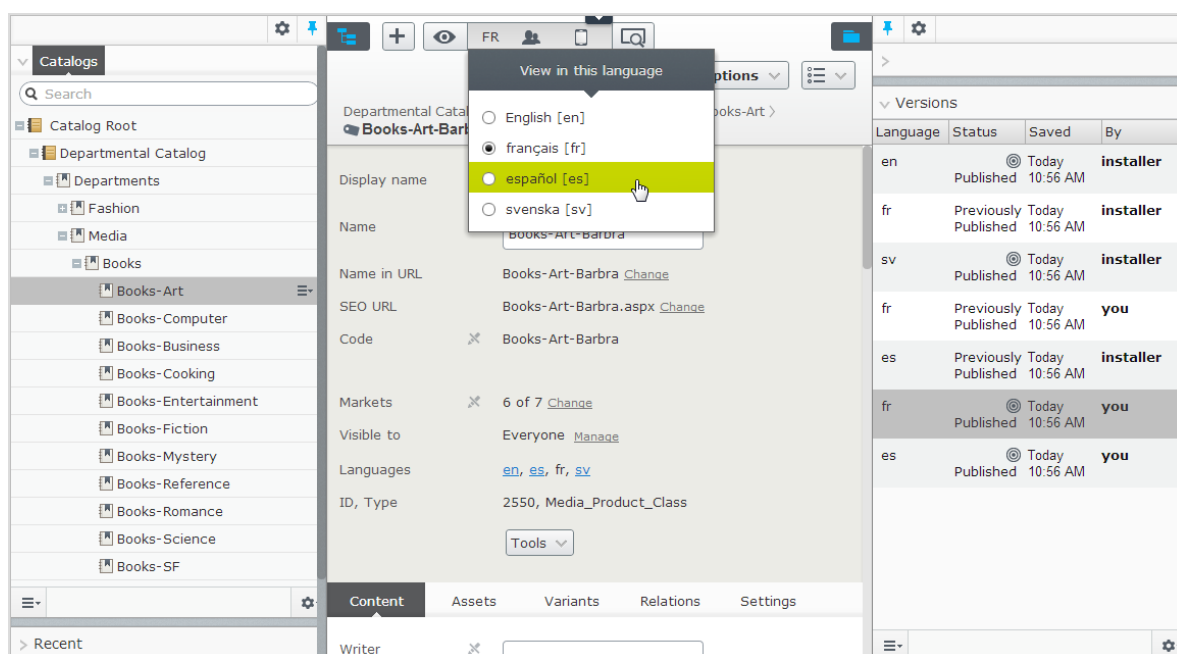 Catalogs
Search
Catalog Root
Departmental Catalog
Departments
Fashion
Media
Books
Books-Art
Books-Computer
Books-Business
Books-Cooking
Books-Entertainment
Books-Fiction
Books-Mystery
Books-Reference
Books-Romance
Books-Science
Books-SF
Recent
FR
View in this language
English [en]
français [fr]
español [es]
svenska [sv]
Departmental
Display name
Name
Books-Art-Barbra
Name in URL Books-Art-Barbra Change
SEO URL Books-Art-Barbra.aspx Change
Code Books-Art-Barbra
Markets 6 of 7 Change
Visible to Everyone Manage
Languages en, es, fr, sv
ID, Type 2550, Media_Product_Class
Tools
Content Assets Variants Relations Settings
Writer
Versions
Language Status Saved By
en Published Today 10:56 AM installer
fr Previously Published Today 10:56 AM installer
sv Published Today 10:56 AM installer
fr Previously Published Today 10:56 AM you
es Previously Published Today 10:56 AM installer
fr Published Today 10:56 AM you
es Published Today 10:56 AM you